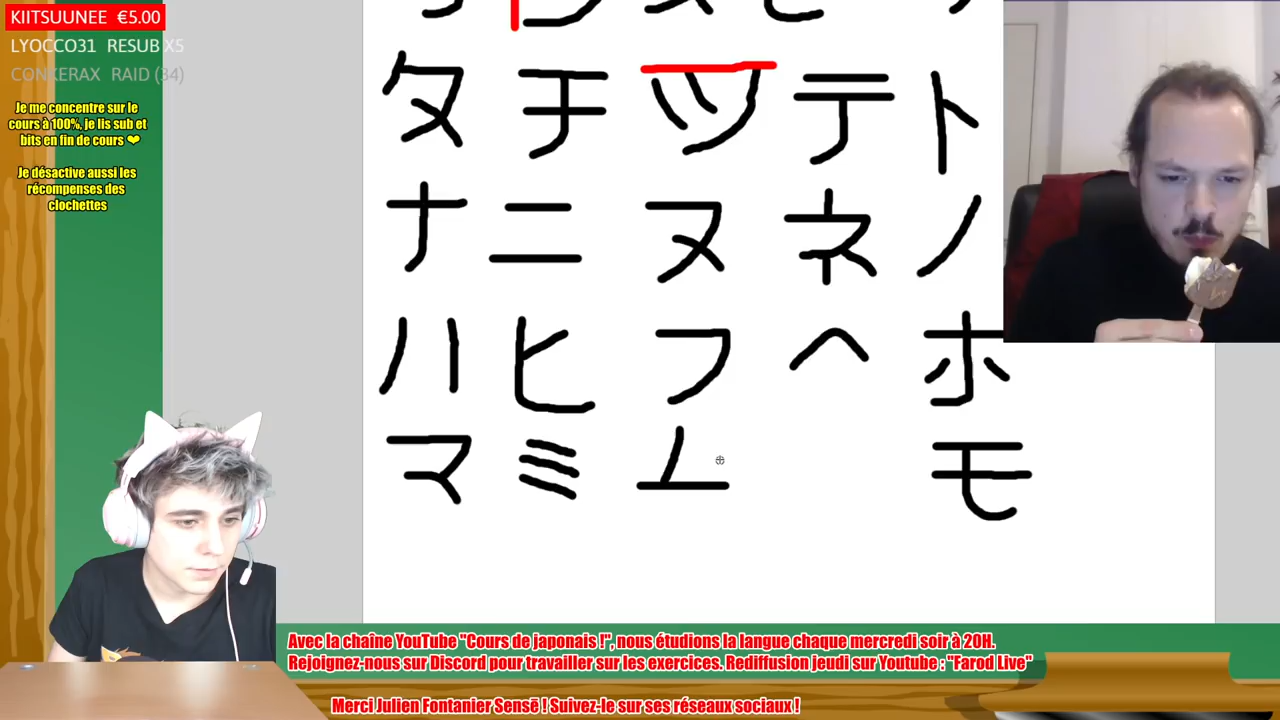 KIITSUUNEE €5.00
LYOCCO31 RESUB X5
CONKERAX RAID (34)
Je me concentre sur le
cours à 100%, je lis sub et
bits en fin de cours ❤
Je désactive aussi les
récompenses des
clochettes
タ チ ツ テ ト
ナ ニ ヌ ネ ノ
ハ ヒ フ ヘ ホ
マ ミ モ
Avec la chaîne YouTube "Cours de japonais !", nous étudions la langue chaque mercredi soir à 20H.
Rejoignez-nous sur Discord pour travailler sur les exercices. Rediffusion jeudi sur Youtube : "Farod Live"
Merci Julien Fontanier Sensē ! Suivez-le sur ses réseaux sociaux !